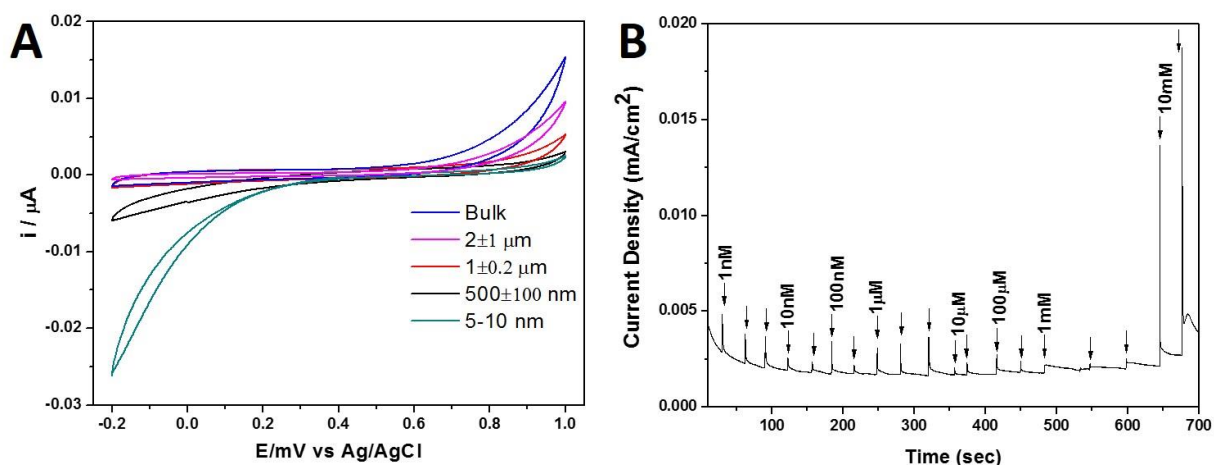 A
0.02
0.01
0.00
-0.01
-0.02
-0.03
i / μA
-0.2 0.0 0.2 0.4 0.6 0.8 1.0
E/mV vs Ag/AgCl
Bulk
2±1 μm
1±0.2 μm
500±100 nm
5-10 nm
B
0.020
0.015
0.010
0.005
0.000
Current Density (mA/cm²)
100 200 300 400 500 600 700
Time (sec)
1nM
10nM
100nM
1μM
10μM
100μM
1mM
10mM